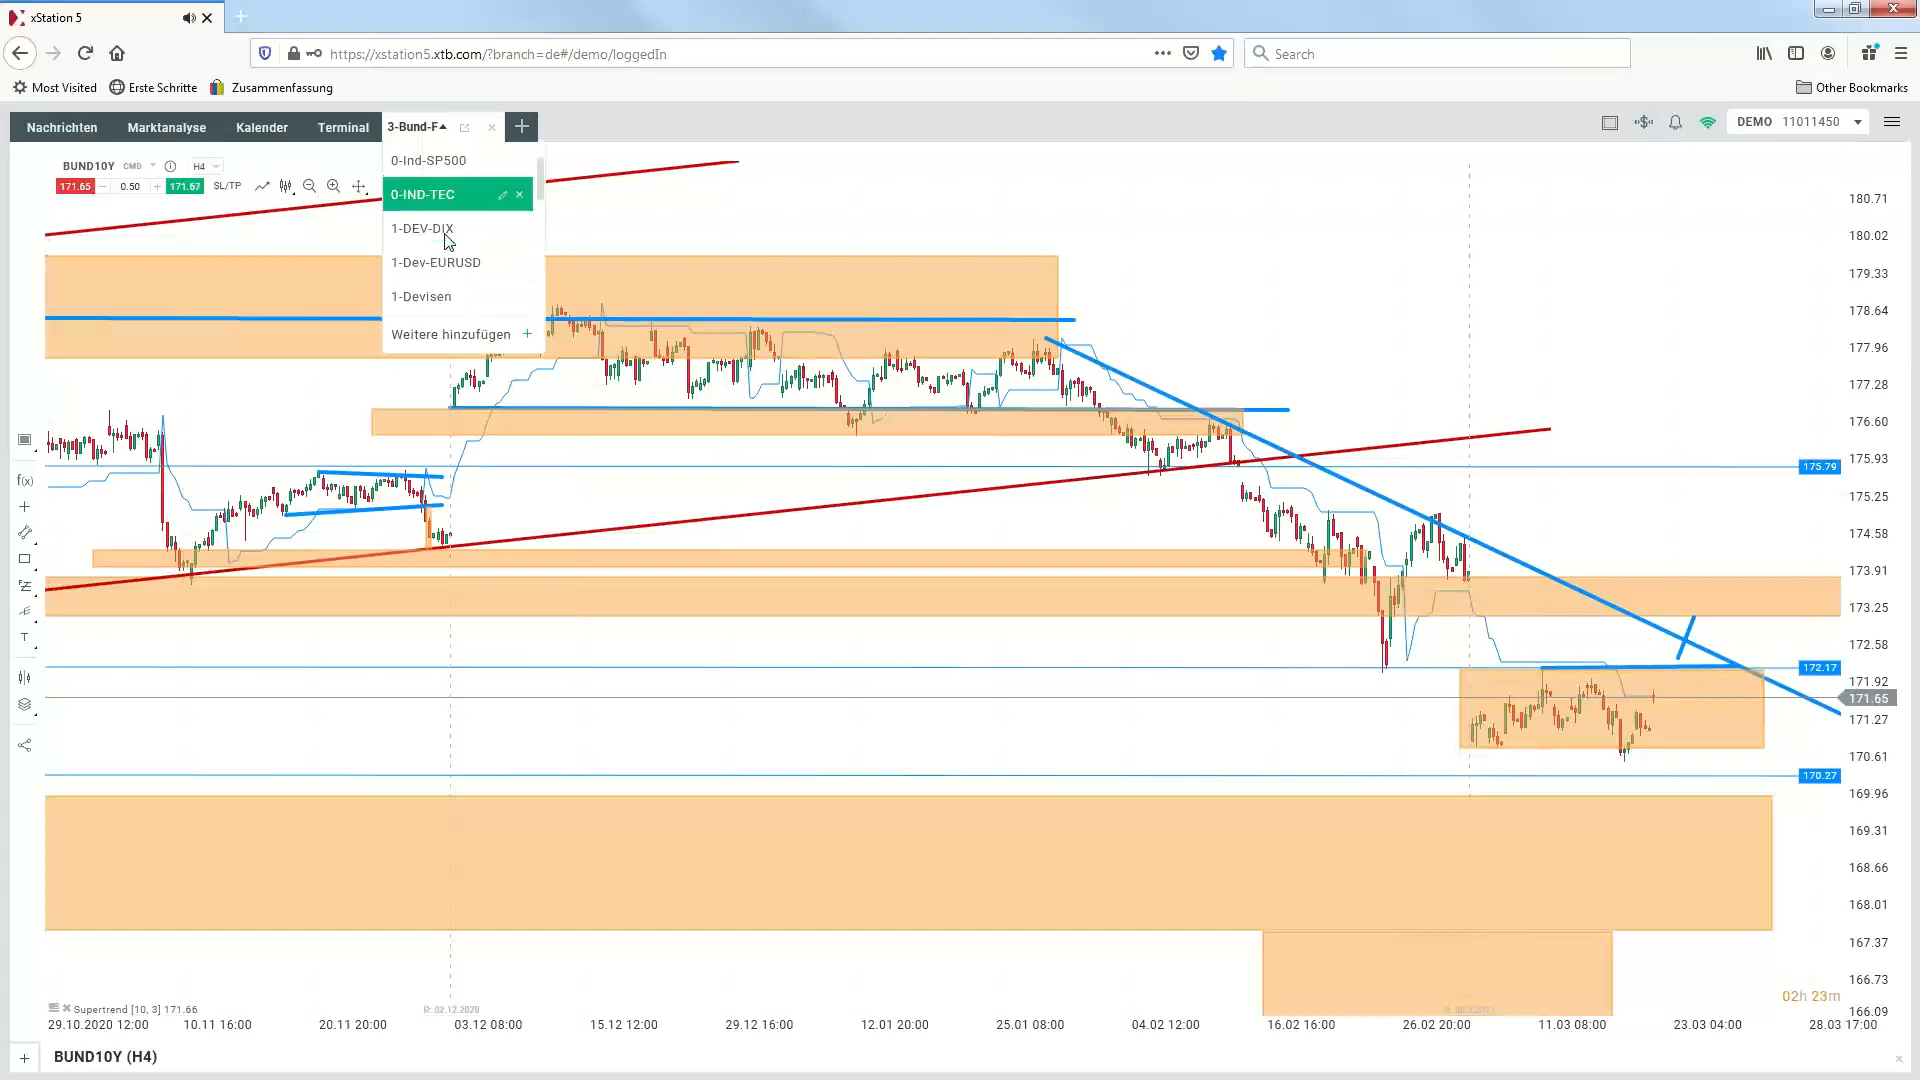 xStation 5
https://xstation5.xtb.com/?branch=de#/demo/loggedIn
Search
Most Visited
Erste Schritte
Zusammenfassung
Other Bookmarks
Nachrichten
Marktanalyse
Kalender
Terminal
3-Bund-F
DEMO 11011450
0-Ind-SP500
0-IND-TEC
1-DEV-DIX
1-Dev-EURUSD
1-Devisen
Weitere hinzufügen +
BUND10Y CMD H4
171.65 0.50 171.67 SL/TP
180.71
180.02
179.33
178.64
177.96
177.28
176.60
175.93
175.79
175.25
174.58
173.91
173.25
172.58
172.17
171.92
171.65
171.27
170.61
170.27
169.96
169.31
168.66
168.01
167.37
166.73
166.09
f(x)
T
02h 23m
Supertrend [10, 3] 171.66
R: 02.12.2020
29.10.2020 12:00
10.11 16:00
20.11 20:00
03.12 08:00
15.12 12:00
29.12 16:00
12.01 20:00
25.01 08:00
04.02 12:00
16.02 16:00
26.02 20:00
11.03 08:00
23.03 04:00
28.03 17:00
BUND10Y (H4)